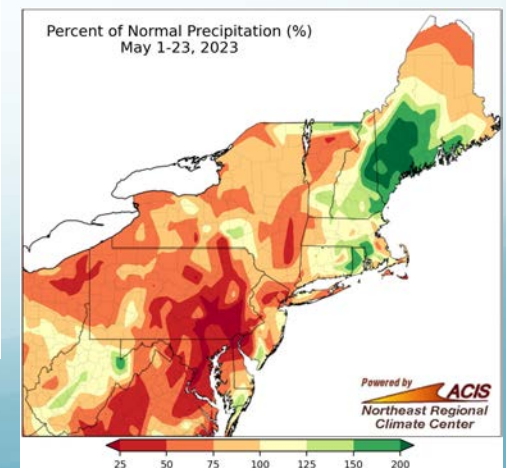 Percent of Normal Precipitation (%)
May 1-23, 2023
Powered by
ACIS
Northeast Regional
Climate Center
25 50 75 100 125 150 200